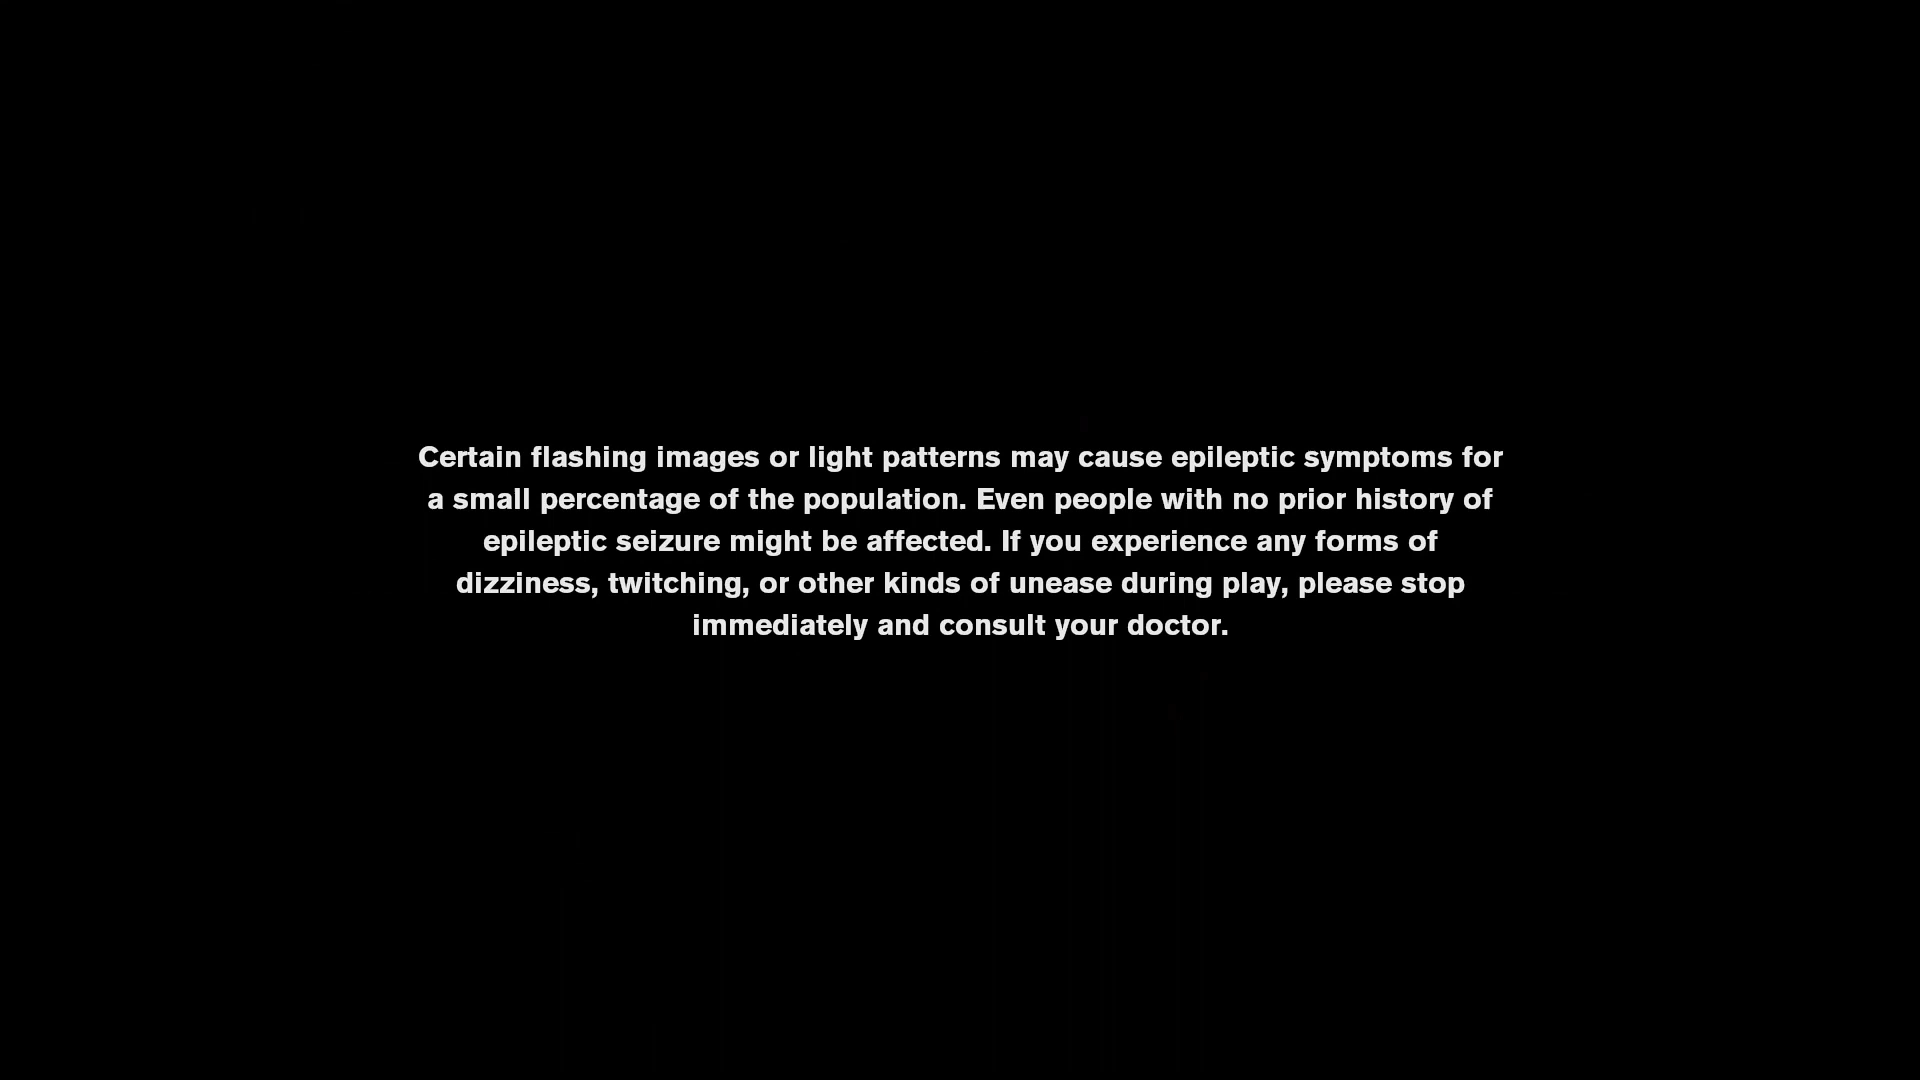 Certain flashing images or light patterns may cause epileptic symptoms for
a small percentage of the population. Even people with no prior history of
epileptic seizure might be affected. If you experience any forms of
dizziness, twitching, or other kinds of unease during play, please stop
immediately and consult your doctor.